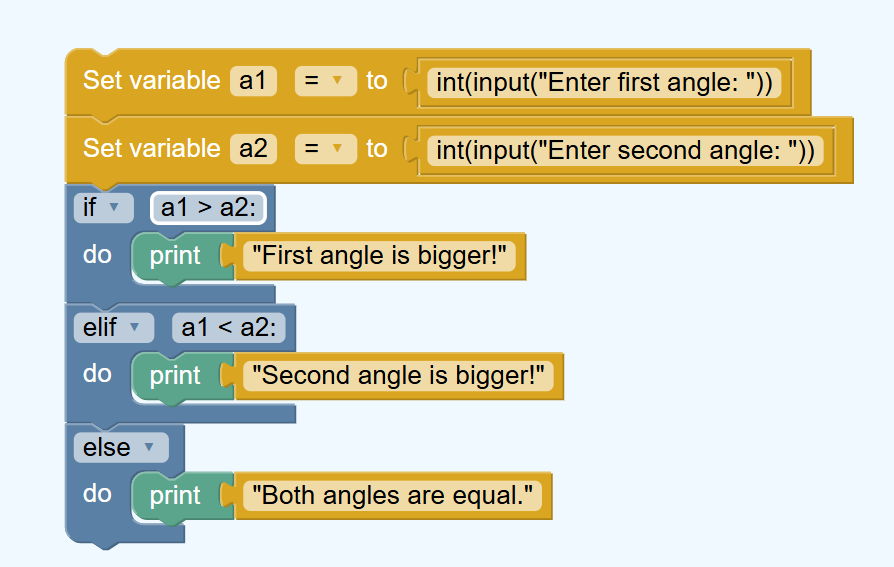 Set variable a1 = to int(input("Enter first angle: "))
Set variable a2 = to int(input("Enter second angle: "))
if a1 > a2:
do print "First angle is bigger!"
elif a1 < a2:
do print "Second angle is bigger!"
else
do print "Both angles are equal."